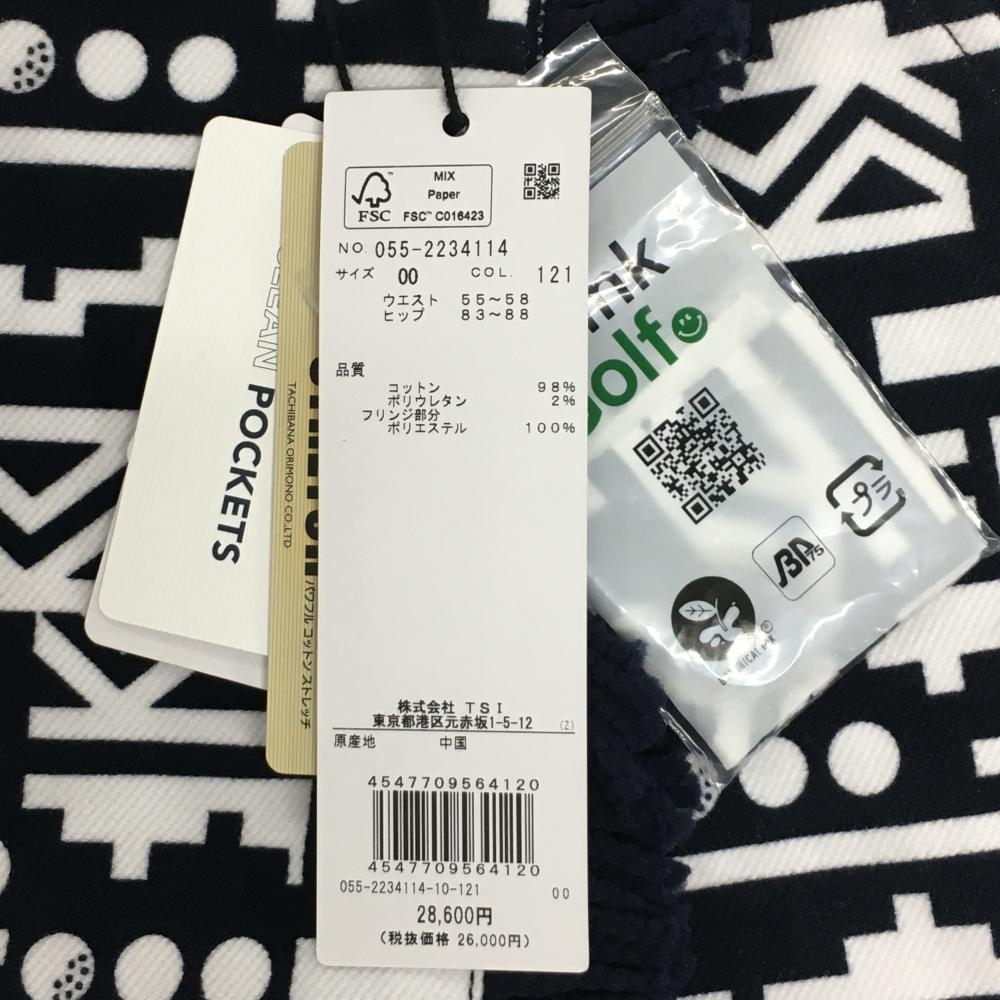 MIX
Paper
FSC™ C016423
FSC
NO. 055-2234114
サイズ 00 COL. 121
ウエスト 55~58
ヒップ 83~88
品質
コットン 98%
ポリウレタン 2%
フリンジ部分
ポリエステル 100%
株式会社 TSI
東京都港区元赤坂1-5-12 (Z)
原産地 中国
4547709564120
4547709564120
055-2234114-10-121 00
28,600円
(税抜価格 26,000円)
POCKETS
TACHIBANA ORIMONO CO.,LTD
パワフル コットン・ストレッチ
プラ
75